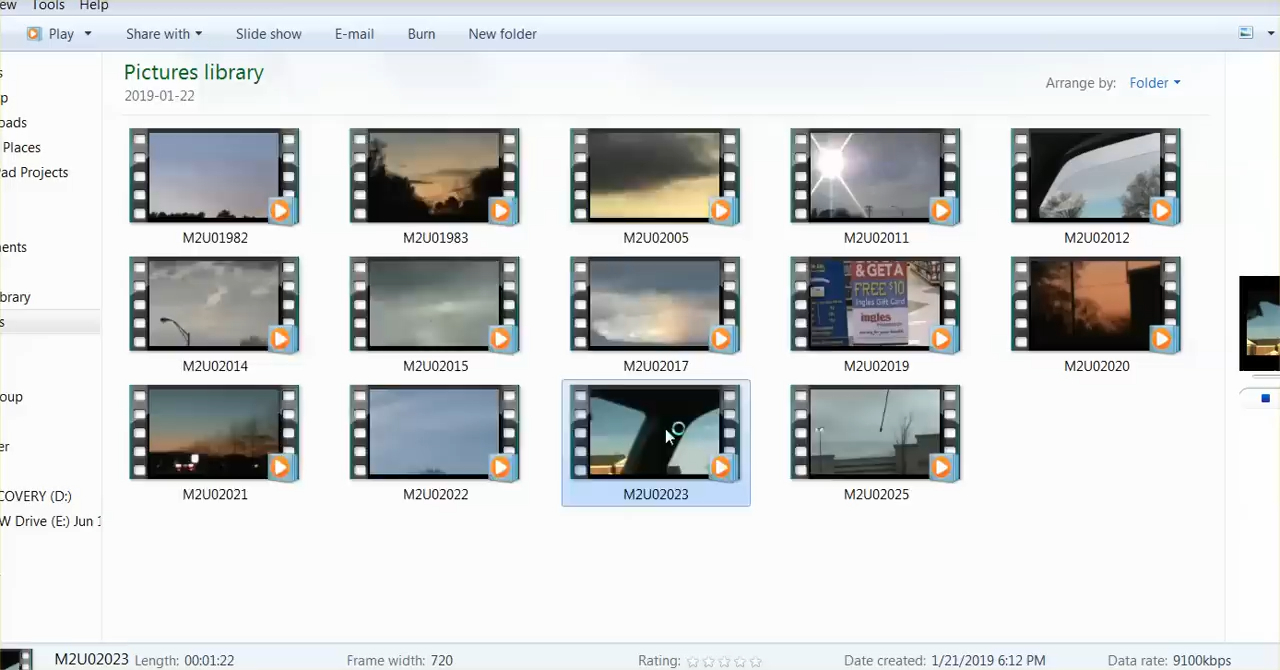 ew Tools Help
Play Share with Slide show E-mail Burn New folder
Pictures library
2019-01-22
Arrange by: Folder
s
p
oads
Places
ad Projects
ents
brary
s
oup
er
COVERY (D:)
W Drive (E:) Jun 1
M2U01982 M2U01983 M2U02005 M2U02011 M2U02012
& GET A
FREE $10
Ingles Gift Card
ingles
M2U02014 M2U02015 M2U02017 M2U02019 M2U02020
M2U02021 M2U02022 M2U02023 M2U02025
M2U02023 Length: 00:01:22 Frame width: 720 Rating: Date created: 1/21/2019 6:12 PM Data rate: 9100kbps